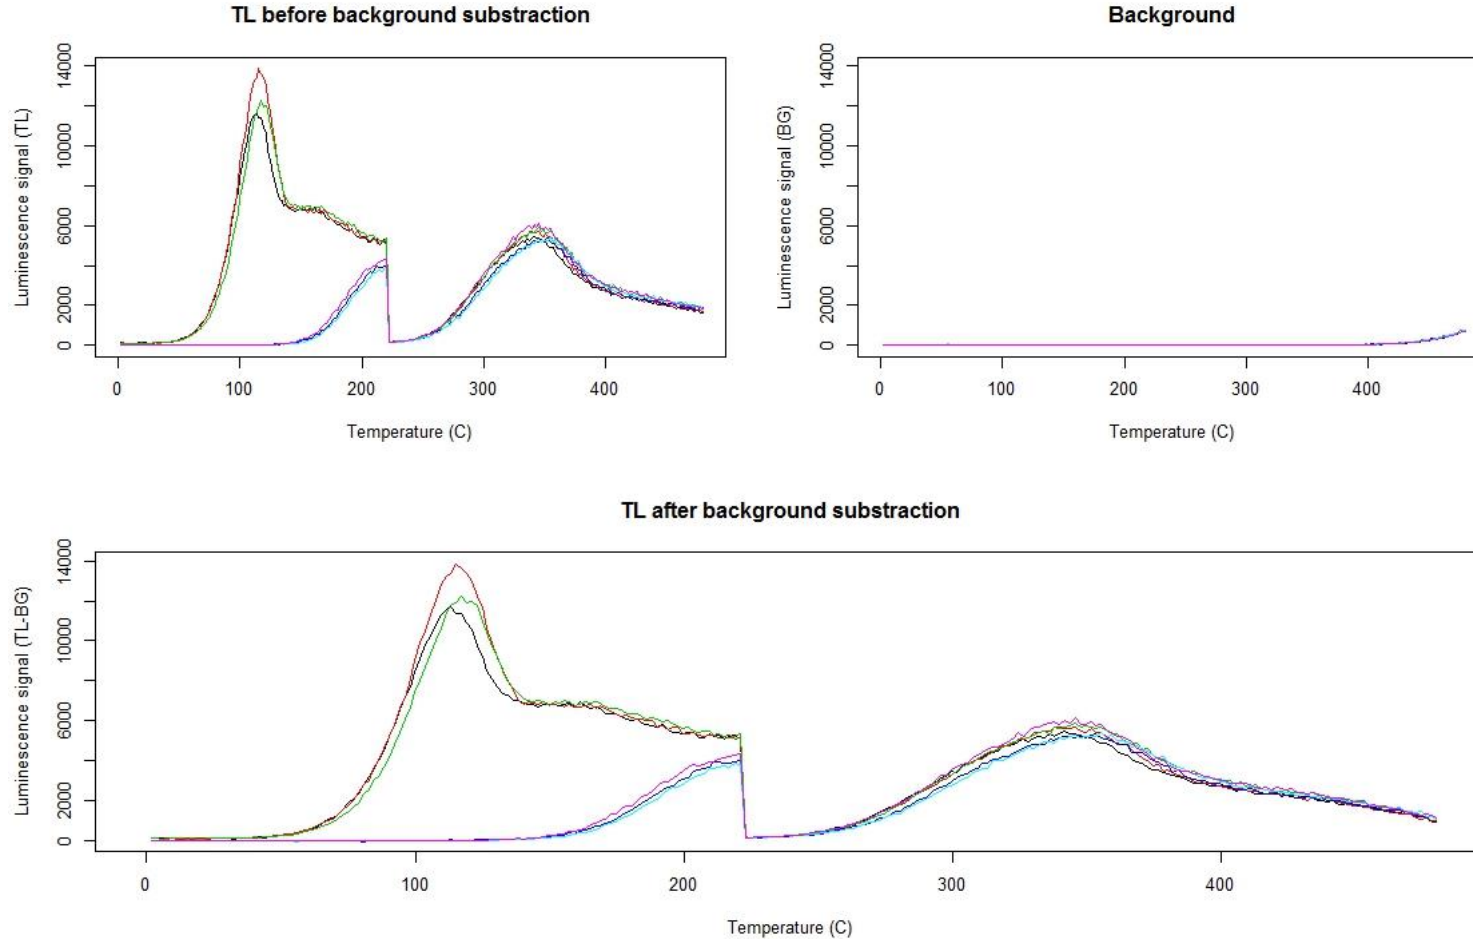 TL before background substraction
Luminescence signal (TL)
0 2000 6000 10000 14000
0 100 200 300 400
Temperature (C)
Background
Luminescence signal (BG)
0 2000 6000 10000 14000
0 100 200 300 400
Temperature (C)
TL after background substraction
Luminescence signal (TL-BG)
0 2000 6000 10000 14000
0 100 200 300 400
Temperature (C)